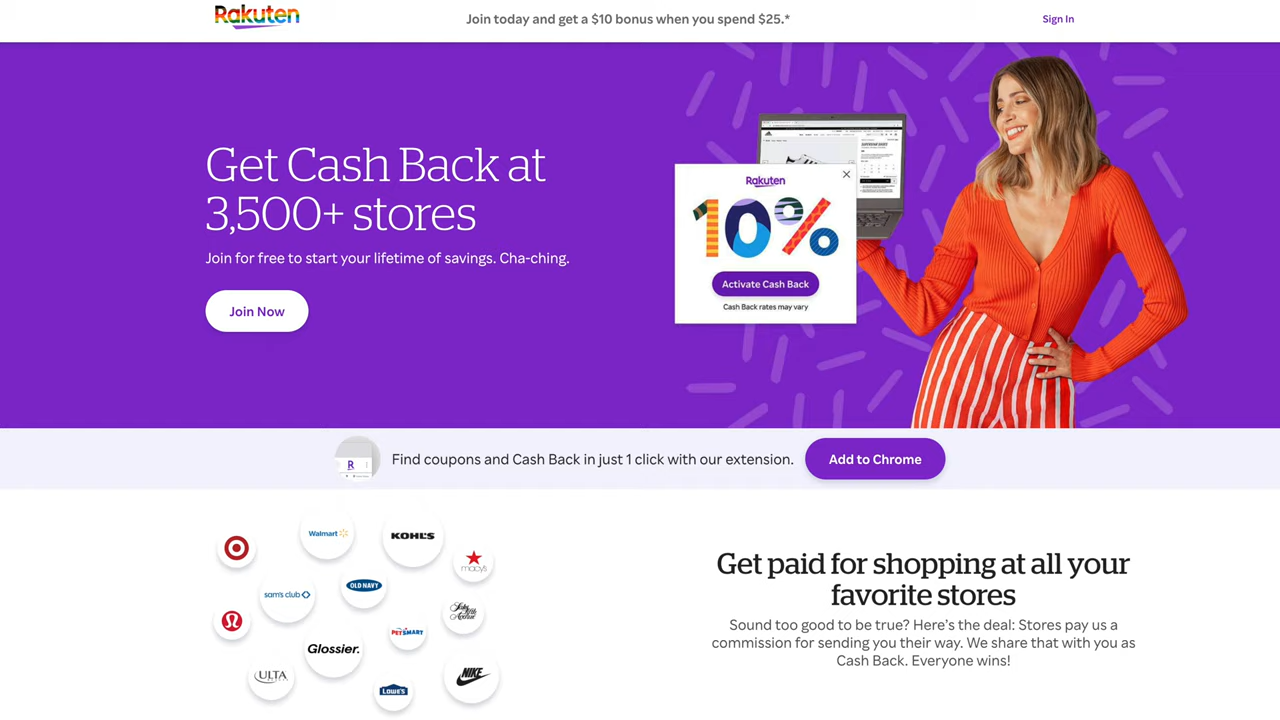 Rakuten
Join today and get a $10 bonus when you spend $25.*
Sign In
Get Cash Back at
3,500+ stores
Join for free to start your lifetime of savings. Cha-ching.
Join Now
Rakuten
10%
Activate Cash Back
Cash Back rates may vary
R
Find coupons and Cash Back in just 1 click with our extension.
Add to Chrome
Walmart
KOHL'S
macy's
sam's club
OLD NAVY
Saks Fifth Avenue
PETSMART
Glossier.
ULTA
LOWE'S
NIKE
Get paid for shopping at all your
favorite stores
Sound too good to be true? Here's the deal: Stores pay us a
commission for sending you their way. We share that with you as
Cash Back. Everyone wins!